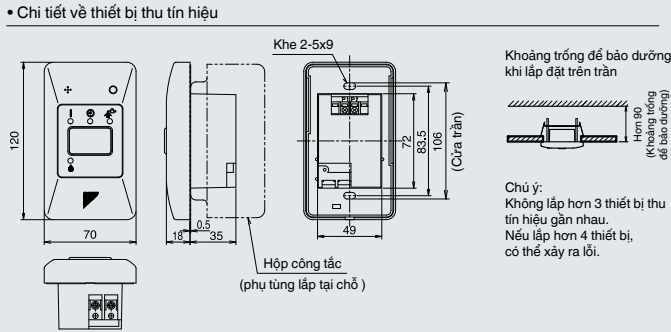 • Chi tiết về thiết bị thu tín hiệu
Khe 2-5x9
120
70
18
0.5
35
Hộp công tắc
(phụ tùng lắp tại chỗ )
72
83.5
106
(Cửa trần)
49
Khoảng trống để bảo dưỡng
khi lắp đặt trên trần
Hơn 90
(Khoảng trống
để bảo dưỡng)
Chú ý:
Không lắp hơn 3 thiết bị thu
tín hiệu gần nhau.
Nếu lắp hơn 4 thiết bị,
có thể xảy ra lỗi.